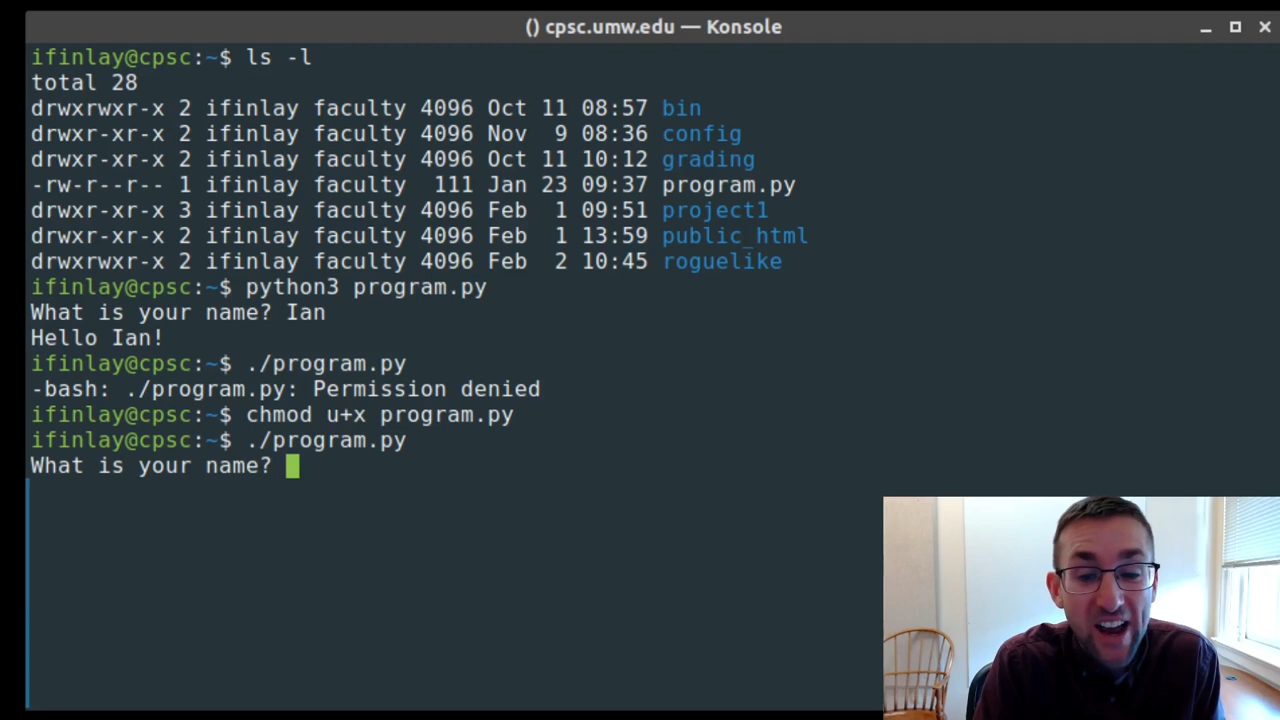 () cpsc.umw.edu — Konsole
ifinlay@cpsc:~$ ls -l
total 28
drwxrwxr-x 2 ifinlay faculty 4096 Oct 11 08:57 bin
drwxr-xr-x 2 ifinlay faculty 4096 Nov  9 08:36 config
drwxr-xr-x 2 ifinlay faculty 4096 Oct 11 10:12 grading
-rw-r--r-- 1 ifinlay faculty  111 Jan 23 09:37 program.py
drwxr-xr-x 3 ifinlay faculty 4096 Feb  1 09:51 project1
drwxr-xr-x 2 ifinlay faculty 4096 Feb  1 13:59 public_html
drwxrwxr-x 2 ifinlay faculty 4096 Feb  2 10:45 roguelike
ifinlay@cpsc:~$ python3 program.py
What is your name? Ian
Hello Ian!
ifinlay@cpsc:~$ ./program.py
-bash: ./program.py: Permission denied
ifinlay@cpsc:~$ chmod u+x program.py
ifinlay@cpsc:~$ ./program.py
What is your name?